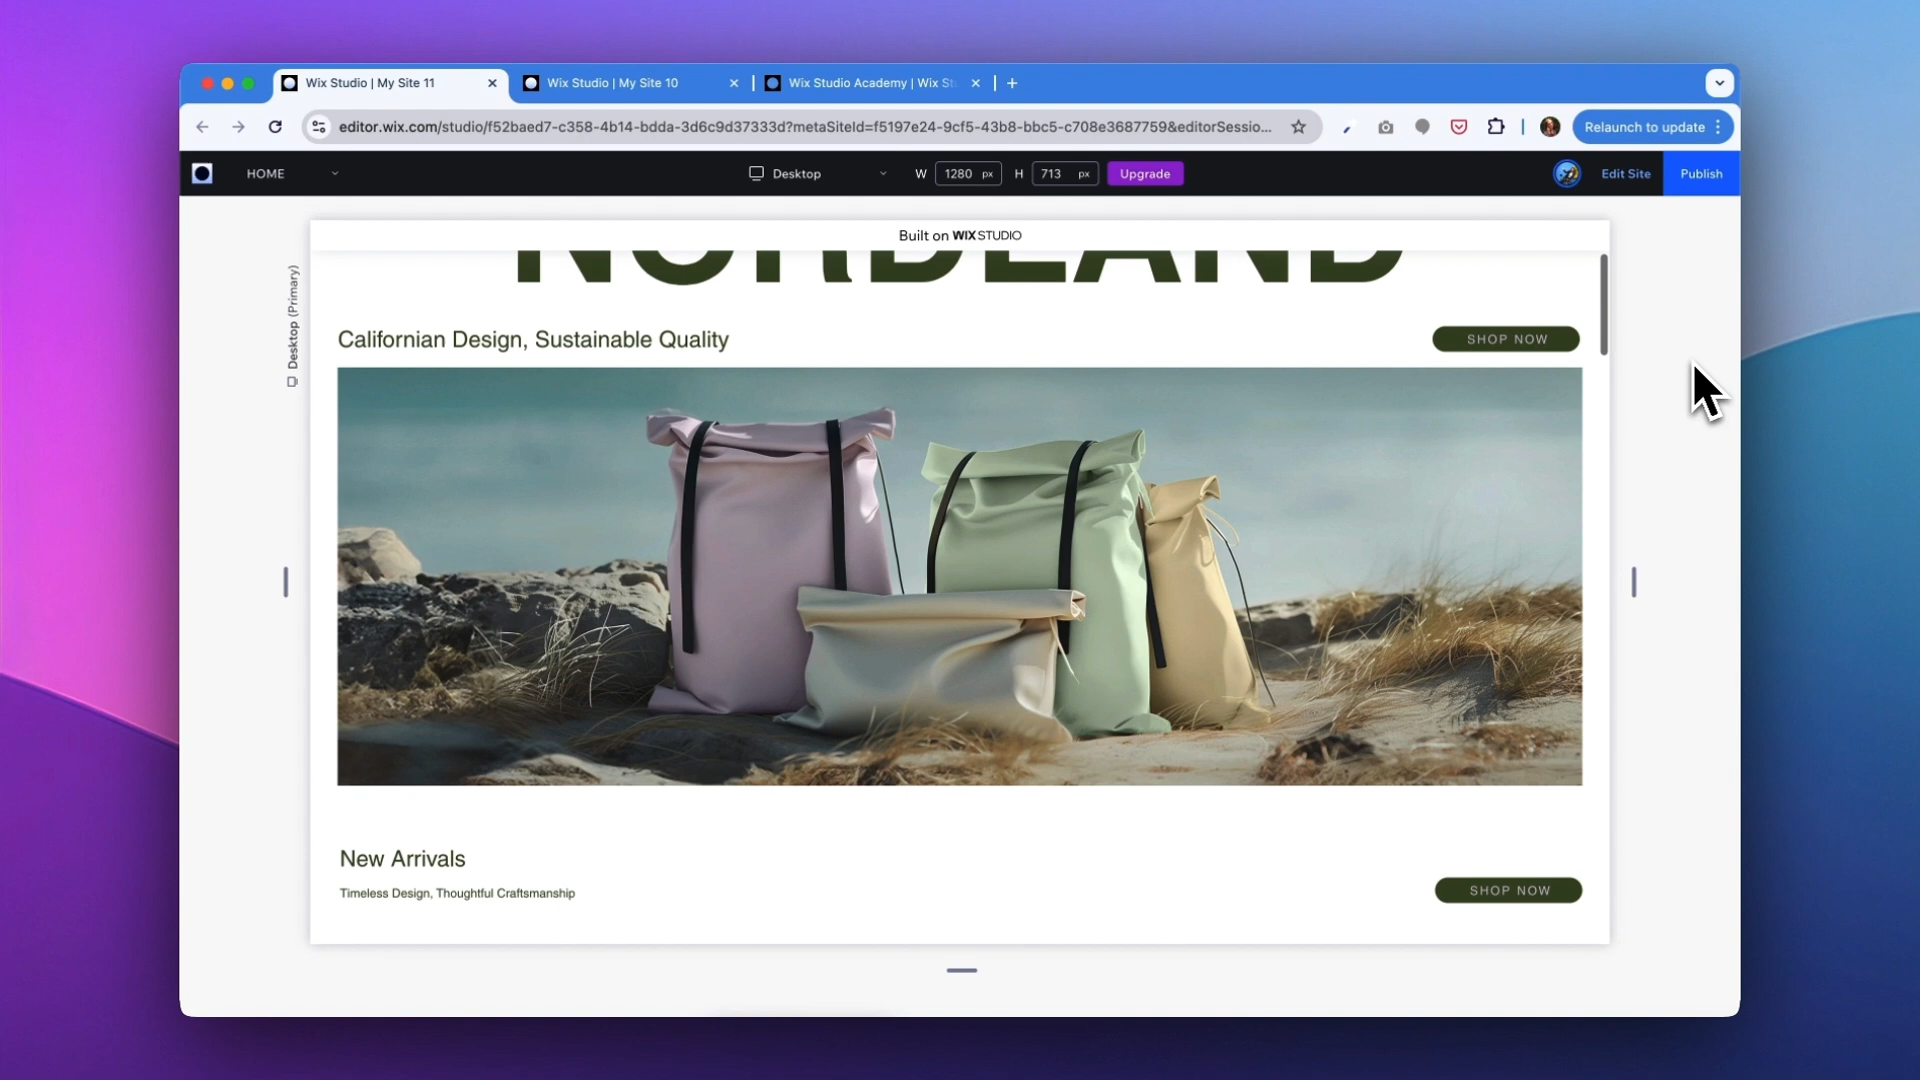 Wix Studio | My Site 11
Wix Studio | My Site 10
Wix Studio Academy | Wix St
editor.wix.com/studio/f52baed7-c358-4b14-bdda-3d6c9d37333d?metaSiteId=f5197e24-9cf5-43b8-bbc5-c708e3687759&editorSessio...
Relaunch to update
HOME
Desktop
W 1280 px H 713 px
Upgrade
Edit Site
Publish
Built on WIX STUDIO
Desktop (Primary)
NORDLAND
Californian Design, Sustainable Quality
SHOP NOW
New Arrivals
Timeless Design, Thoughtful Craftsmanship
SHOP NOW